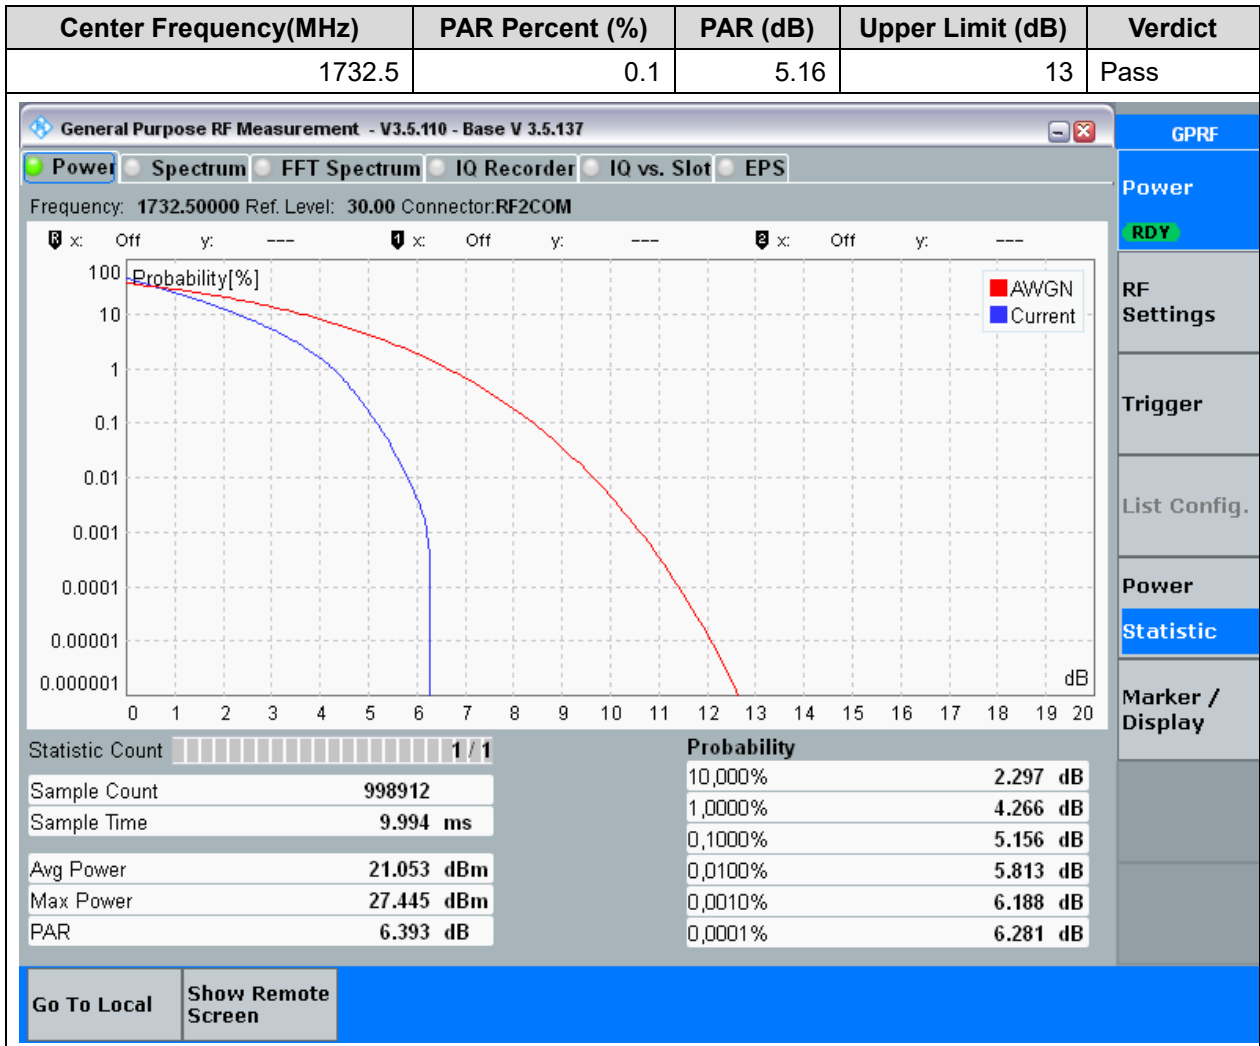 Center Frequency(MHz) PAR Percent (%) PAR (dB) Upper Limit (dB) Verdict
1732.5 0.1 5.16 13 Pass
General Purpose RF Measurement - V3.5.110 - Base V 3.5.137
GPRF
Power Spectrum FFT Spectrum IQ Recorder IQ vs. Slot EPS
Power
RDY
Frequency: 1732.50000 Ref. Level: 30.00 Connector:RF2COM
R x: Off y: --- 1 x: Off y: --- 2 x: Off y: ---
Probability[%]
AWGN
Current
100
10
1
0.1
0.01
0.001
0.0001
0.00001
0.000001
dB
0 1 2 3 4 5 6 7 8 9 10 11 12 13 14 15 16 17 18 19 20
RF
Settings
Trigger
List Config.
Power
Statistic
Marker /
Display
Statistic Count 1 / 1
Sample Count 998912
Sample Time 9.994 ms
Avg Power 21.053 dBm
Max Power 27.445 dBm
PAR 6.393 dB
Probability
10,000% 2.297 dB
1,0000% 4.266 dB
0,1000% 5.156 dB
0,0100% 5.813 dB
0,0010% 6.188 dB
0,0001% 6.281 dB
Go To Local
Show Remote
Screen